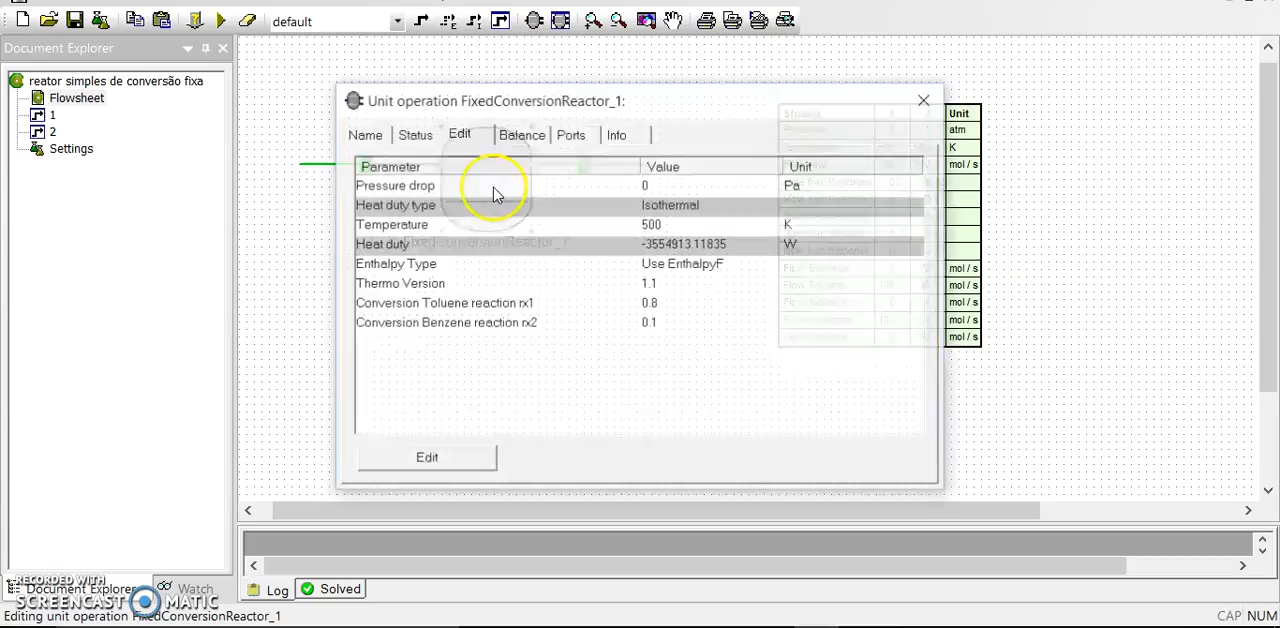 default
Document Explorer
reator simples de conversão fixa
Flowsheet
1
2
Settings
Unit operation FixedConversionReactor_1:
Name Status Edit Balance Ports Info
Parameter Value Unit
Pressure drop 0 Pa
Heat duty type Isothermal
Temperature 500 K
Heat duty -3554913.11835 W
Enthalpy Type Use EnthalpyF
Thermo Version 1.1
Conversion Toluene reaction rx1 0.8
Conversion Benzene reaction rx2 0.1
Edit
FixedConversionReactor_1
Stream Unit
atm
K
mol / s
mol / s
mol / s
mol / s
mol / s
mol / s
Document Explorer Watch
Log Solved
RECORDED WITH
SCREENCAST MATIC
Editing unit operation FixedConversionReactor_1
CAP NUM